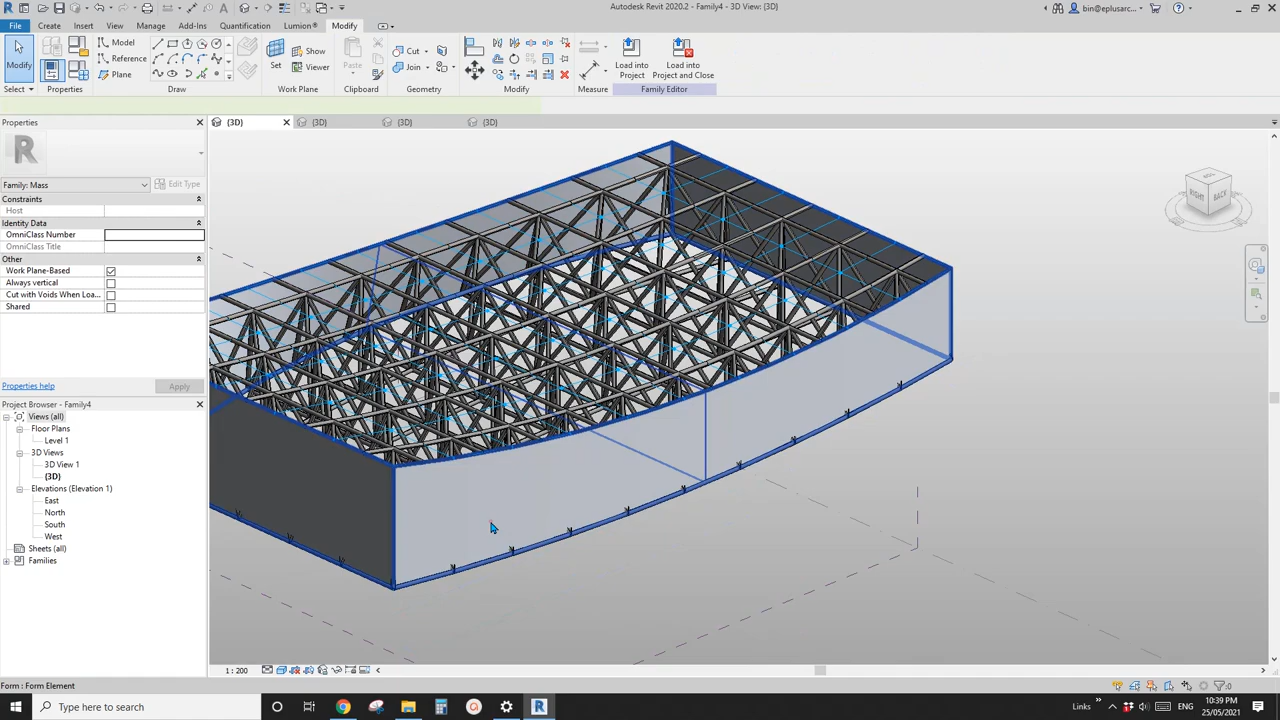 Autodesk Revit 2020.2 - Family4 - 3D View: {3D}
bin@eplusarc...
File Create Insert View Manage Add-Ins Quantification Lumion® Modify
Model
Reference
Plane
Set
Show
Viewer
Paste
Cut
Join
Load into Project
Load into Project and Close
Modify
Select Properties Draw Work Plane Clipboard Geometry Modify Measure Family Editor
Properties
{3D} {3D} {3D} {3D}
Family: Mass
Edit Type
Constraints
Host
Identity Data
OmniClass Number
OmniClass Title
Other
Work Plane-Based
Always vertical
Cut with Voids When Loa...
Shared
Properties help
Apply
Project Browser - Family4
Views (all)
Floor Plans
Level 1
3D Views
3D View 1
{3D}
Elevations (Elevation 1)
East
North
South
West
Sheets (all)
Families
RIGHT
BACK
1 : 200
Form : Form Element
:0
Type here to search
Links
ENG
10:39 PM
25/05/2021